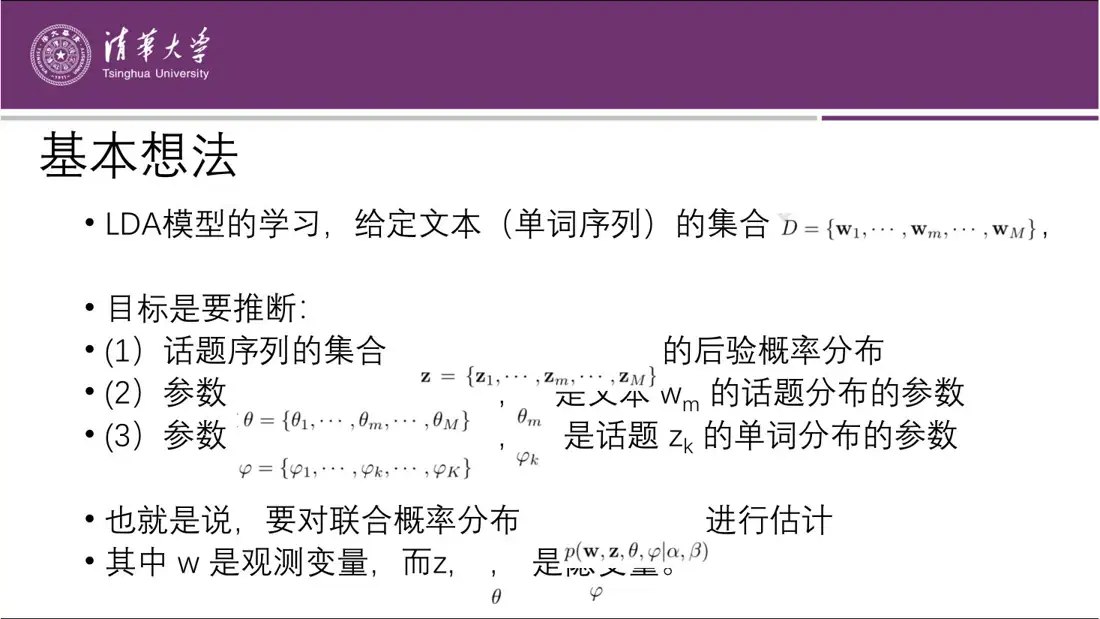 清华大学
Tsinghua University
基本想法
• LDA模型的学习，给定文本（单词序列）的集合 D = {w₁,⋯,wₘ,⋯,w_M}，
• 目标是要推断：
• (1）话题序列的集合 z = {z₁,⋯,zₘ,⋯,z_M} 的后验概率分布
• (2）参数 θ = {θ₁,⋯,θₘ,⋯,θ_M}，θₘ 是文本 wₘ 的话题分布的参数
• (3）参数 φ = {φ₁,⋯,φₖ,⋯,φ_K}，φₖ 是话题 zₖ 的单词分布的参数
• 也就是说，要对联合概率分布 p(w, z, θ, φ|α, β) 进行估计
• 其中 w 是观测变量，而z，θ，φ 是隐变量。